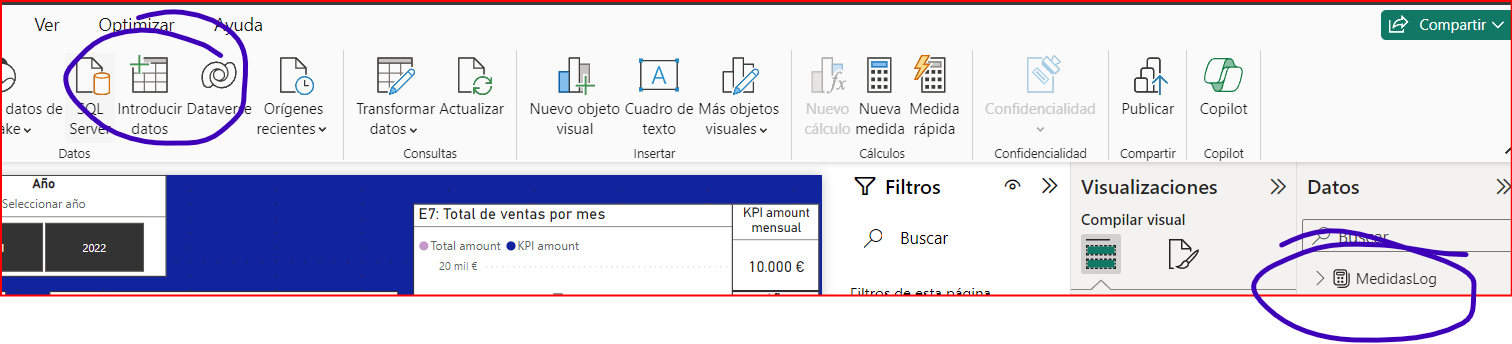 Ver Optimizar Ayuda
Compartir
datos de
ake
SQL
Server
Introducir
datos
Dataverse
Orígenes
recientes
Transformar
datos
Actualizar
Nuevo objeto
visual
Cuadro de
texto
Más objetos
visuales
Nuevo
cálculo
Nueva
medida
Medida
rápida
Confidencialidad
Publicar
Copilot
Datos
Consultas
Insertar
Cálculos
Confidencialidad
Compartir
Copilot
Año
Seleccionar año
1
2022
E7: Total de ventas por mes
Total amount KPI amount
20 mil €
KPI amount
mensual
10.000 €
Filtros
Buscar
Filtros de esta página
Visualizaciones
Compilar visual
Datos
Buscar
MedidasLog